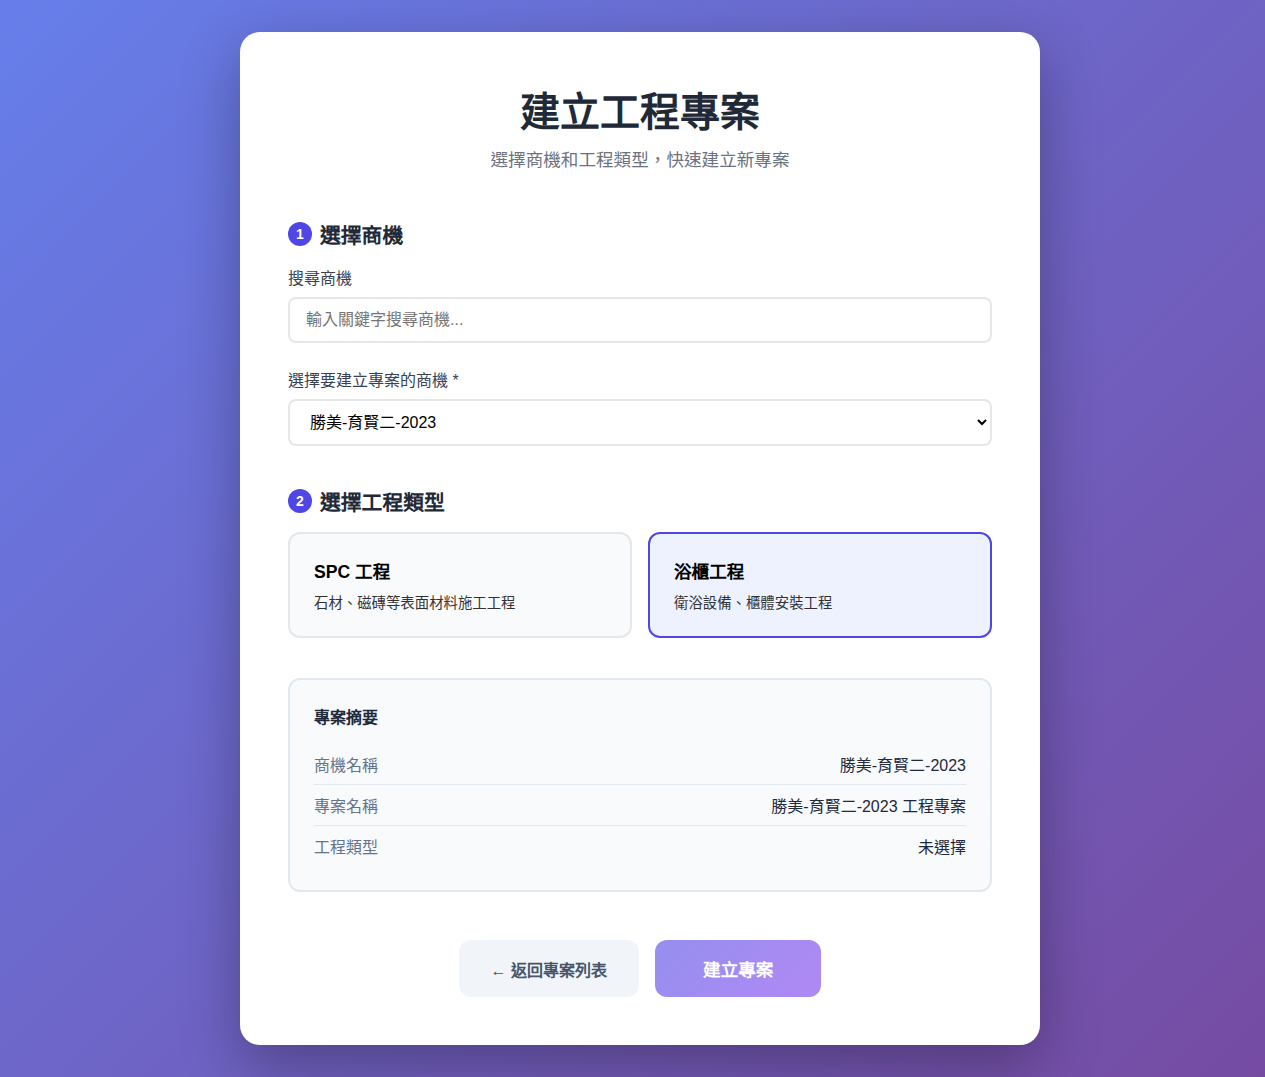 建立工程專案
選擇商機和工程類型，快速建立新專案
1 選擇商機
搜尋商機
輸入關鍵字搜尋商機...
選擇要建立專案的商機 *
勝美-育賢二-2023
2 選擇工程類型
SPC 工程
石材、磁磚等表面材料施工工程
浴櫃工程
衛浴設備、櫃體安裝工程
專案摘要
商機名稱 勝美-育賢二-2023
專案名稱 勝美-育賢二-2023 工程專案
工程類型 未選擇
← 返回專案列表
建立專案